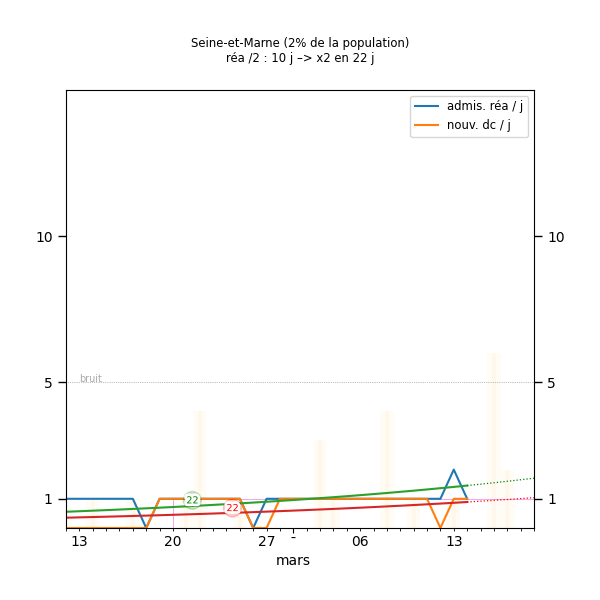 Seine-et-Marne (2% de la population)
réa /2 : 10 j –> x2 en 22 j
admis. réa / j
nouv. dc / j
10
10
5
bruit
5
22
22
1
1
13
20
27
-
06
13
mars